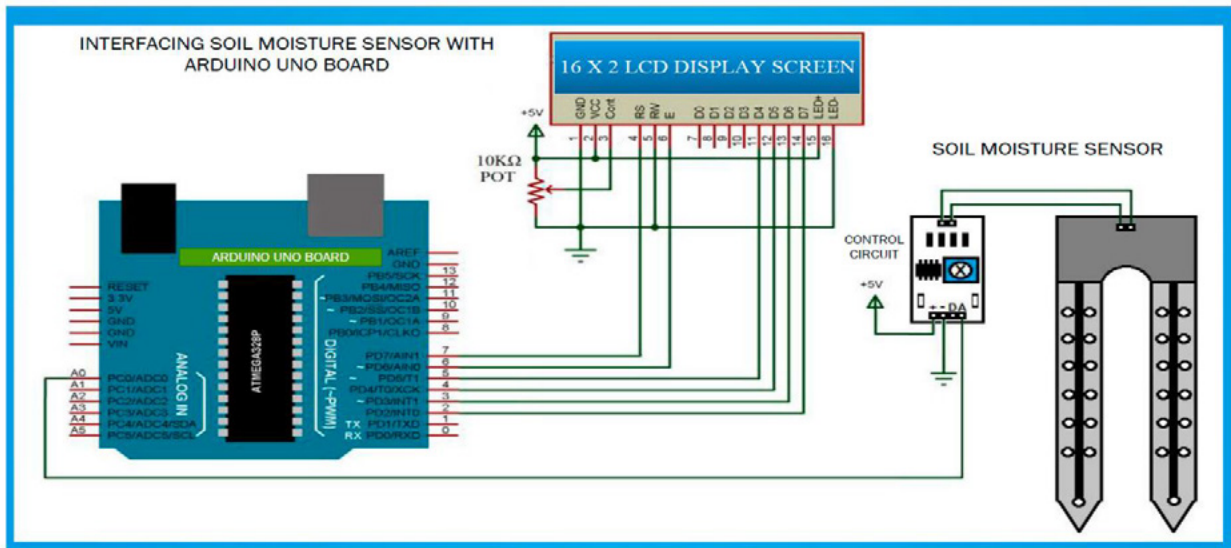 INTERFACING SOIL MOISTURE SENSOR WITH
ARDUINO UNO BOARD
16 X 2 LCD DISPLAY SCREEN
GND
VCC
Cont
RS
RW
E
D0
D1
D2
D3
D4
D5
D6
D7
LED+
LED-
1
2
3
4
5
6
7
8
9
10
11
12
13
14
15
16
+5V
10KΩ
POT
SOIL MOISTURE SENSOR
CONTROL
CIRCUIT
+5V
+ - D A
ARDUINO UNO BOARD
ATMEGA328P
RESET
3.3V
5V
GND
GND
VIN
A0 PC0/ADC0
A1 PC1/ADC1
A2 PC2/ADC2
A3 PC3/ADC3
A4 PC4/ADC4/SDA
A5 PC5/ADC5/SCL
ANALOG IN
DIGITAL (~PWM)
AREF
GND
PB5/SCK 13
PB4/MISO 12
~PB3/MOSI/OC2A 11
~ PB2/SS/OC1B 10
~ PB1/OC1A 9
PB0/ICP1/CLKO 8
PD7/AIN1 7
~ PD6/AIN0 6
~ PD5/T1 5
PD4/T0/XCK 4
~ PD3/INT1 3
PD2/INT0 2
TX PD1/TXD 1
RX PD0/RXD 0